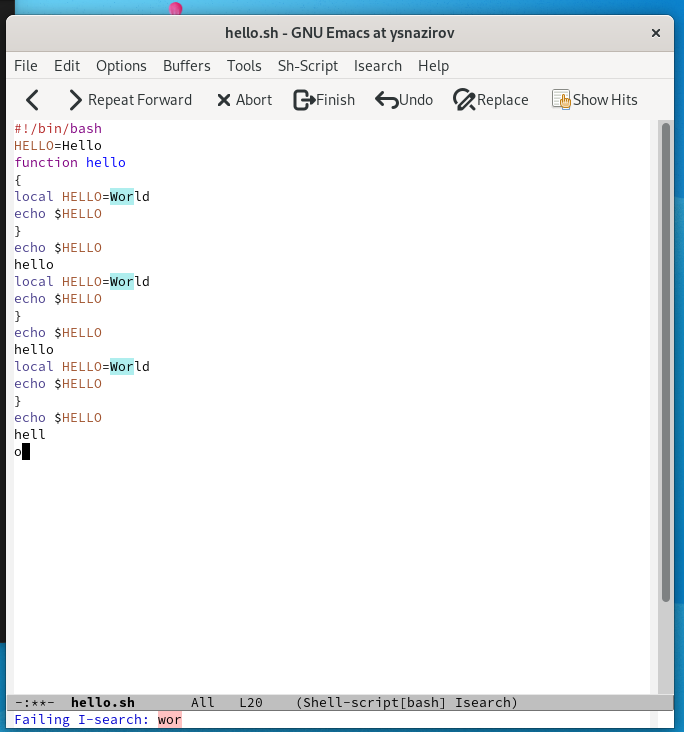 hello.sh - GNU Emacs at ysnazirov ×
File Edit Options Buffers Tools Sh-Script Isearch Help
Repeat Forward Abort Finish Undo Replace Show Hits
#!/bin/bash
HELLO=Hello
function hello
{
local HELLO=World
echo $HELLO
}
echo $HELLO
hello
local HELLO=World
echo $HELLO
}
echo $HELLO
hello
local HELLO=World
echo $HELLO
}
echo $HELLO
hell
o
-:**- hello.sh All L20 (Shell-script[bash] Isearch)
Failing I-search: wor